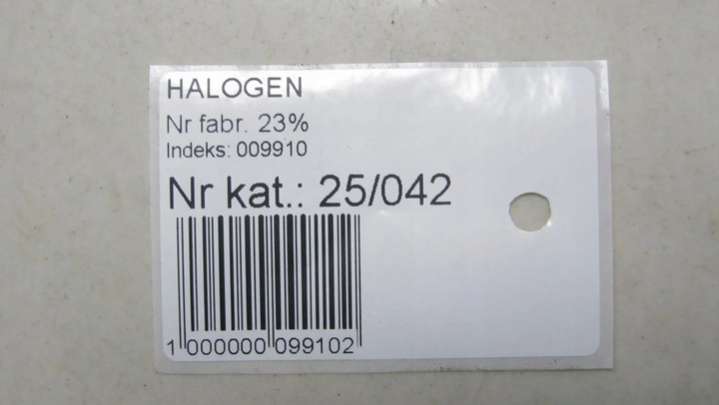 HALOGEN
Nr fabr. 23%
Indeks: 009910
Nr kat.: 25/042
1 000000 099102